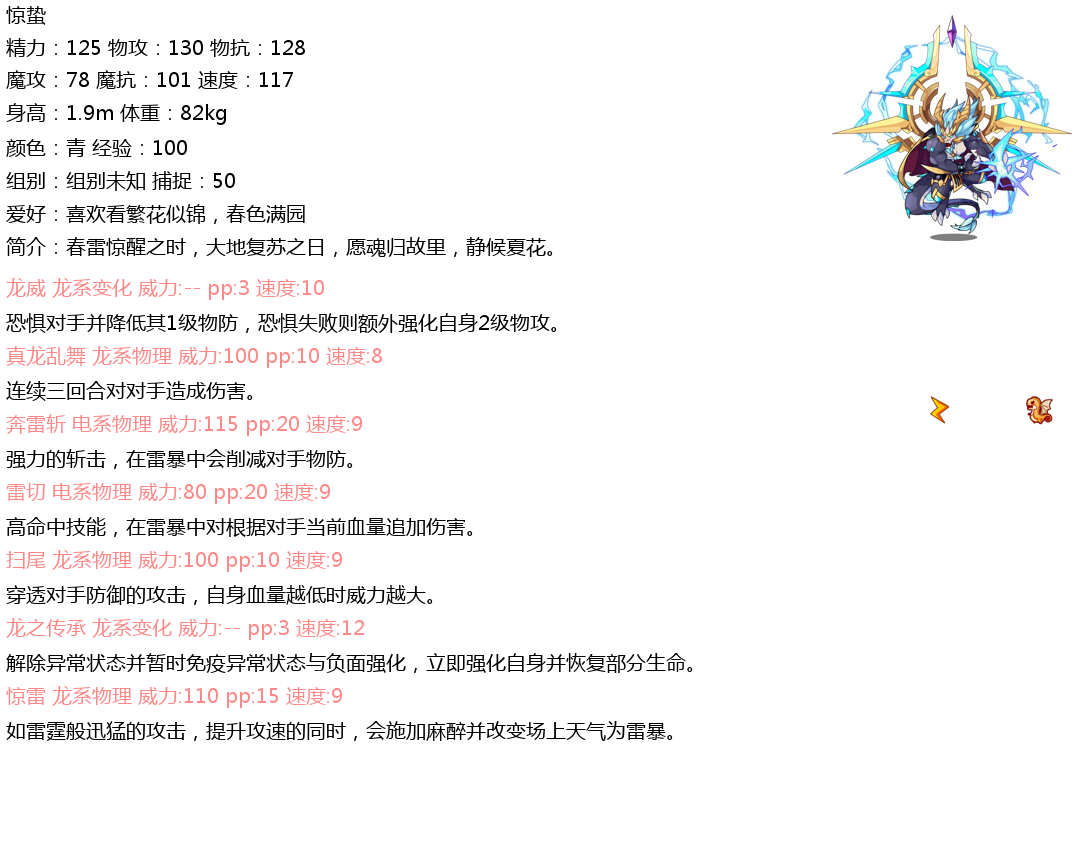 惊蛰
精力：125 物攻：130 物抗：128
魔攻：78 魔抗：101 速度：117
身高：1.9m 体重：82kg
颜色：青 经验：100
组别：组别未知 捕捉：50
爱好：喜欢看繁花似锦，春色满园
简介：春雷惊醒之时，大地复苏之日，愿魂归故里，静候夏花。
龙威 龙系变化 威力:-- pp:3 速度:10
恐惧对手并降低其1级物防，恐惧失败则额外强化自身2级物攻。
真龙乱舞 龙系物理 威力:100 pp:10 速度:8
连续三回合对对手造成伤害。
奔雷斩 电系物理 威力:115 pp:20 速度:9
强力的斩击，在雷暴中会削减对手物防。
雷切 电系物理 威力:80 pp:20 速度:9
高命中技能，在雷暴中对根据对手当前血量追加伤害。
扫尾 龙系物理 威力:100 pp:10 速度:9
穿透对手防御的攻击，自身血量越低时威力越大。
龙之传承 龙系变化 威力:-- pp:3 速度:12
解除异常状态并暂时免疫异常状态与负面强化，立即强化自身并恢复部分生命。
惊雷 龙系物理 威力:110 pp:15 速度:9
如雷霆般迅猛的攻击，提升攻速的同时，会施加麻醉并改变场上天气为雷暴。